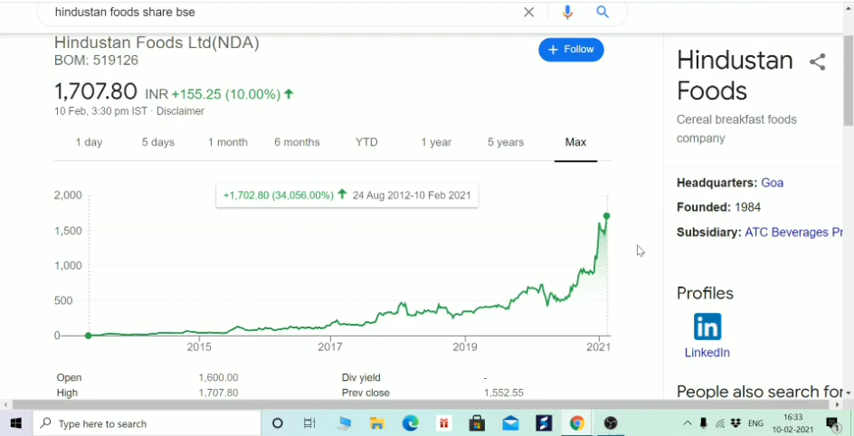 hindustan foods share bse
Hindustan Foods Ltd(NDA)
BOM: 519126
+ Follow
1,707.80 INR +155.25 (10.00%)
10 Feb, 3:30 pm IST · Disclaimer
1 day 5 days 1 month 6 months YTD 1 year 5 years Max
+1,702.80 (34,056.00%) 24 Aug 2012-10 Feb 2021
2,000
1,500
1,000
500
0
2015 2017 2019 2021
Open 1,600.00 Div yield -
High 1,707.80 Prev close 1,552.55
Hindustan
Foods
Cereal breakfast foods
company
Headquarters: Goa
Founded: 1984
Subsidiary: ATC Beverages Pr
Profiles
in
LinkedIn
People also search for
Type here to search
ENG
16:33
10-02-2021
1